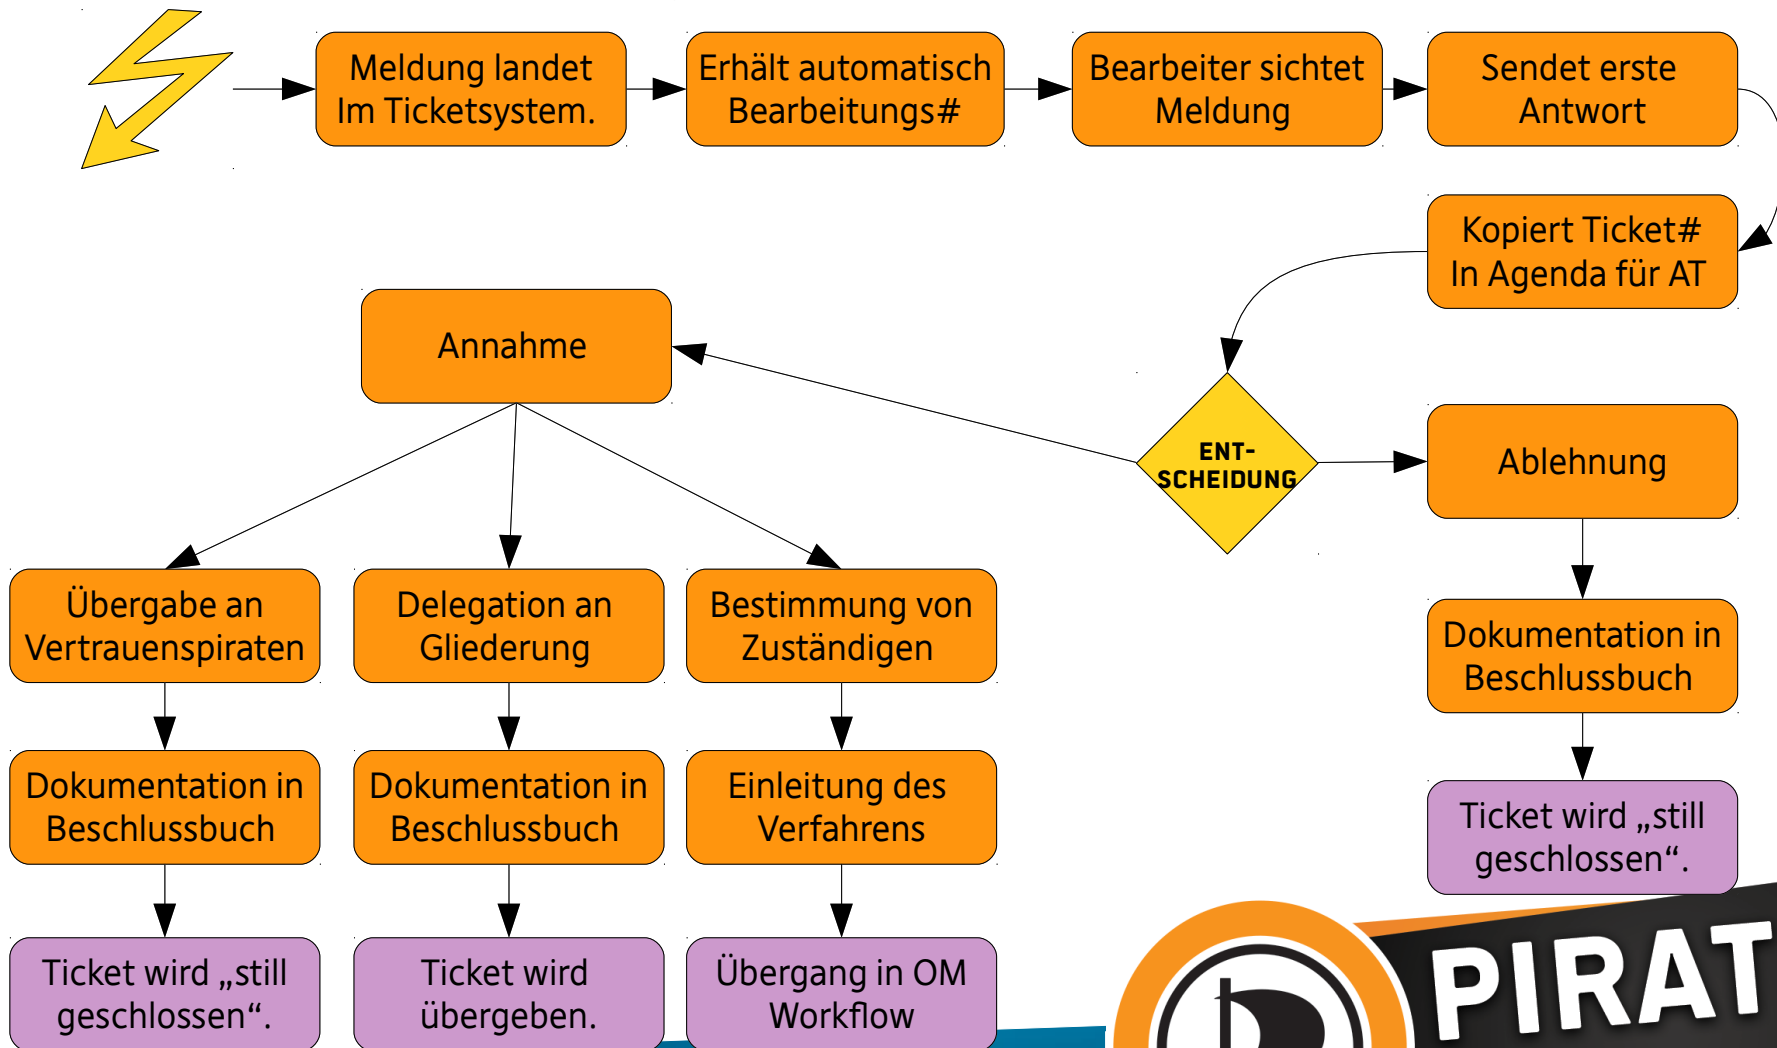 Meldung landet
Im Ticketsystem.
Erhält automatisch
Bearbeitungs#
Bearbeiter sichtet
Meldung
Sendet erste
Antwort
Kopiert Ticket#
In Agenda für AT
Annahme
ENT-
SCHEIDUNG
Ablehnung
Übergabe an
Vertrauenspiraten
Delegation an
Gliederung
Bestimmung von
Zuständigen
Dokumentation in
Beschlussbuch
Dokumentation in
Beschlussbuch
Dokumentation in
Beschlussbuch
Einleitung des
Verfahrens
Ticket wird „still
geschlossen“.
Ticket wird „still
geschlossen“.
Ticket wird
übergeben.
Übergang in OM
Workflow
PIRAT